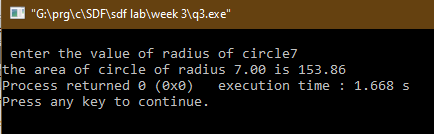 "G:\prg\c\SDF\sdf lab\week 3\q3.exe"
enter the value of radius of circle7
the area of circle of radius 7.00 is 153.86
Process returned 0 (0x0)   execution time : 1.668 s
Press any key to continue.